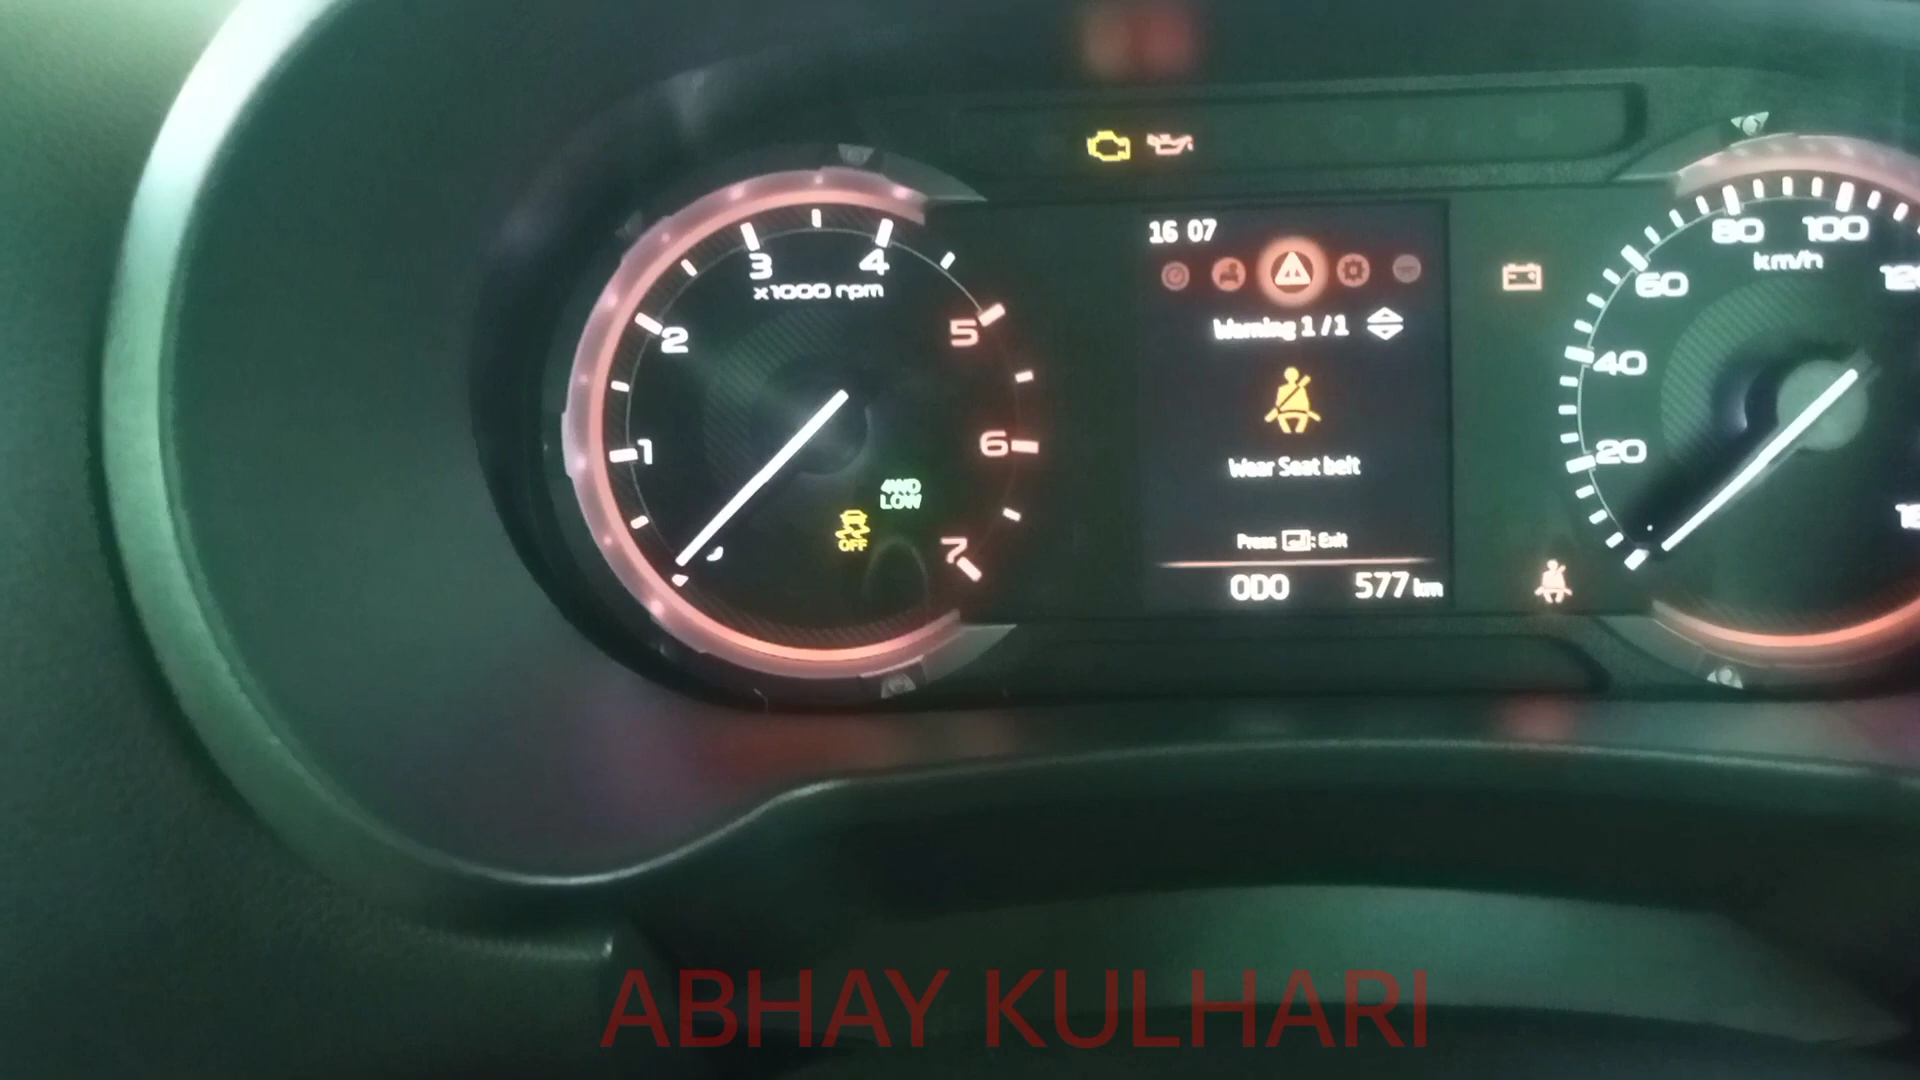 16 07
Warning 1/1
Wear Seat belt
Press : Exit
ODO 577 km
1
2
3
4
5
6
7
x1000 rpm
4WD
LOW
OFF
20
40
60
80
100
km/h
ABHAY KULHARI